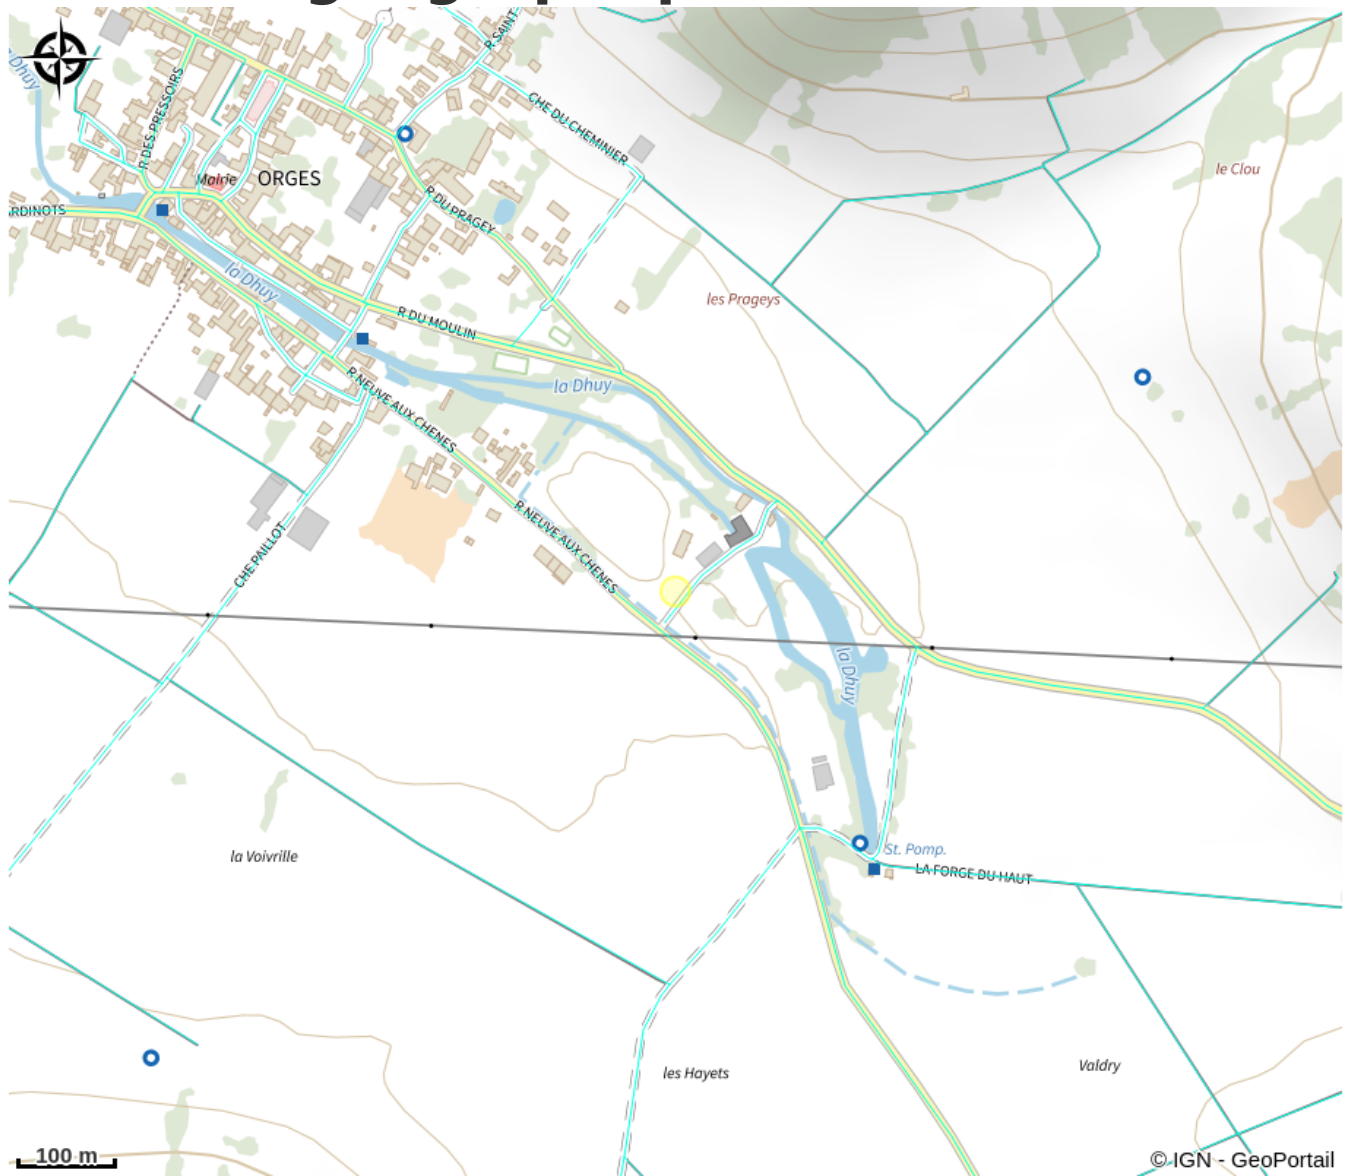 R SAINT-
Dhuy
R DES PRESSOIRS
CHE DU CHEMINIER
le Clou
Mairie
ORGES
R DU PRAGEY
ARDINOTS
la Dhuy
les Prageys
R DU MOULIN
la Dhuy
R NEUVE AUX CHENES
R NEUVE AUX CHENES
CHE PAILLOT
la Dhuy
la Voivrille
St. Pomp.
LA FORGE DU HAUT
les Hayets
Valdry
100 m
© IGN - GeoPortail